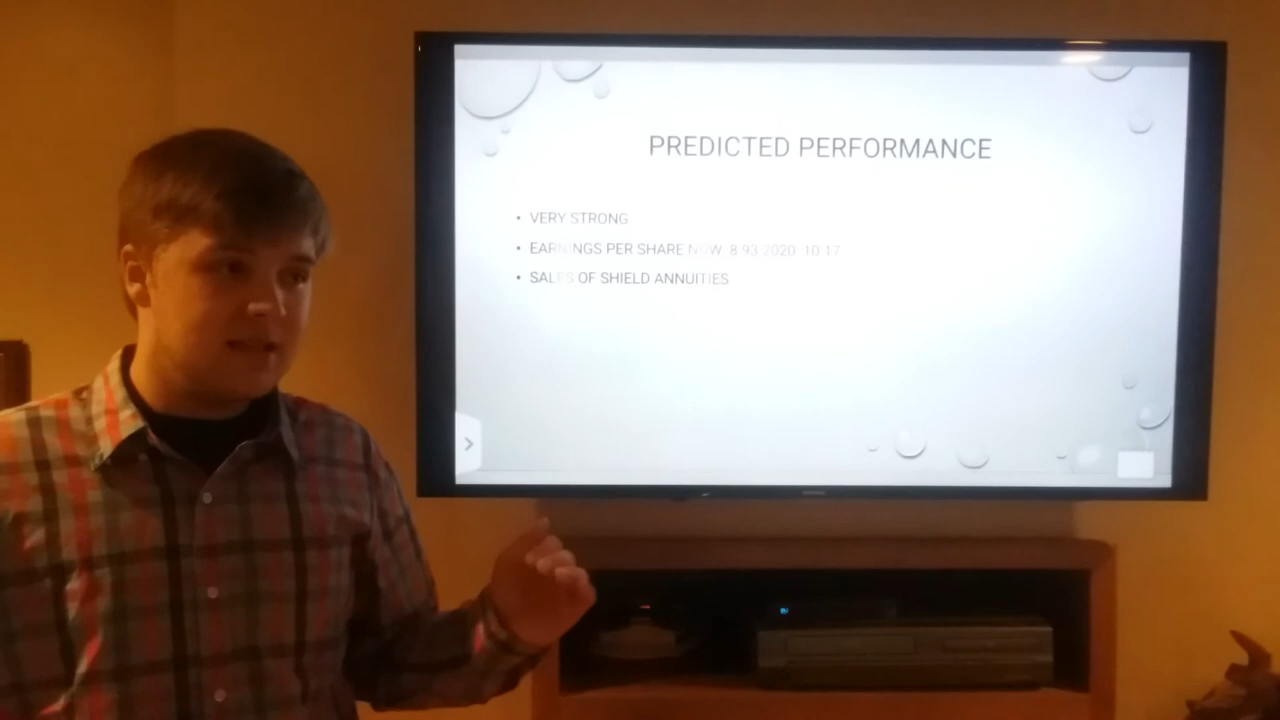 PREDICTED PERFORMANCE
• VERY STRONG
• EARNINGS PER SHARE NOW 8.93 2020 10.17
• SALES OF SHIELD ANNUITIES